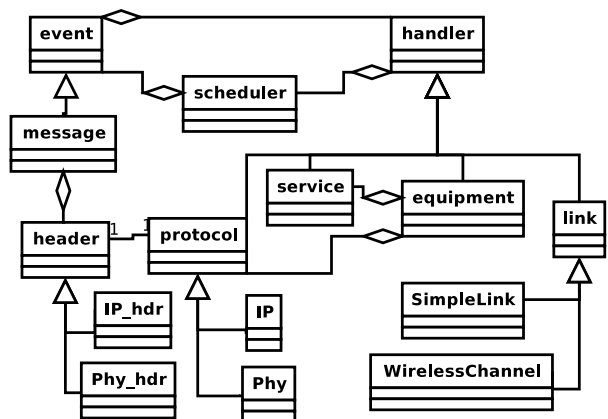 event
handler
scheduler
message
service
equipment
header
1
1
protocol
link
IP_hdr
IP
SimpleLink
Phy_hdr
Phy
WirelessChannel